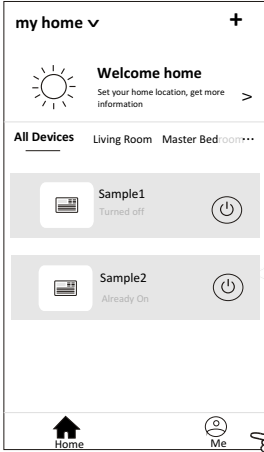 my home
Welcome home
Set your home location, get more
information
All Devices Living Room Master Bedroom...
Sample1
Turned off
Sample2
Already On
Home
Me